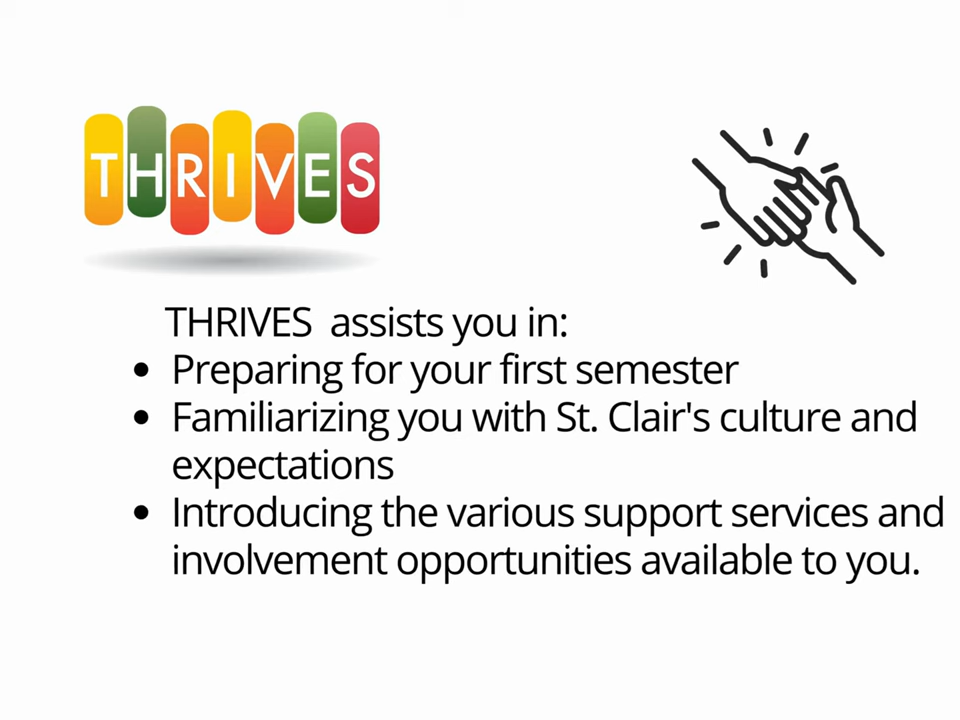 THRIVES
THRIVES assists you in:
• Preparing for your first semester
• Familiarizing you with St. Clair's culture and
expectations
• Introducing the various support services and
involvement opportunities available to you.